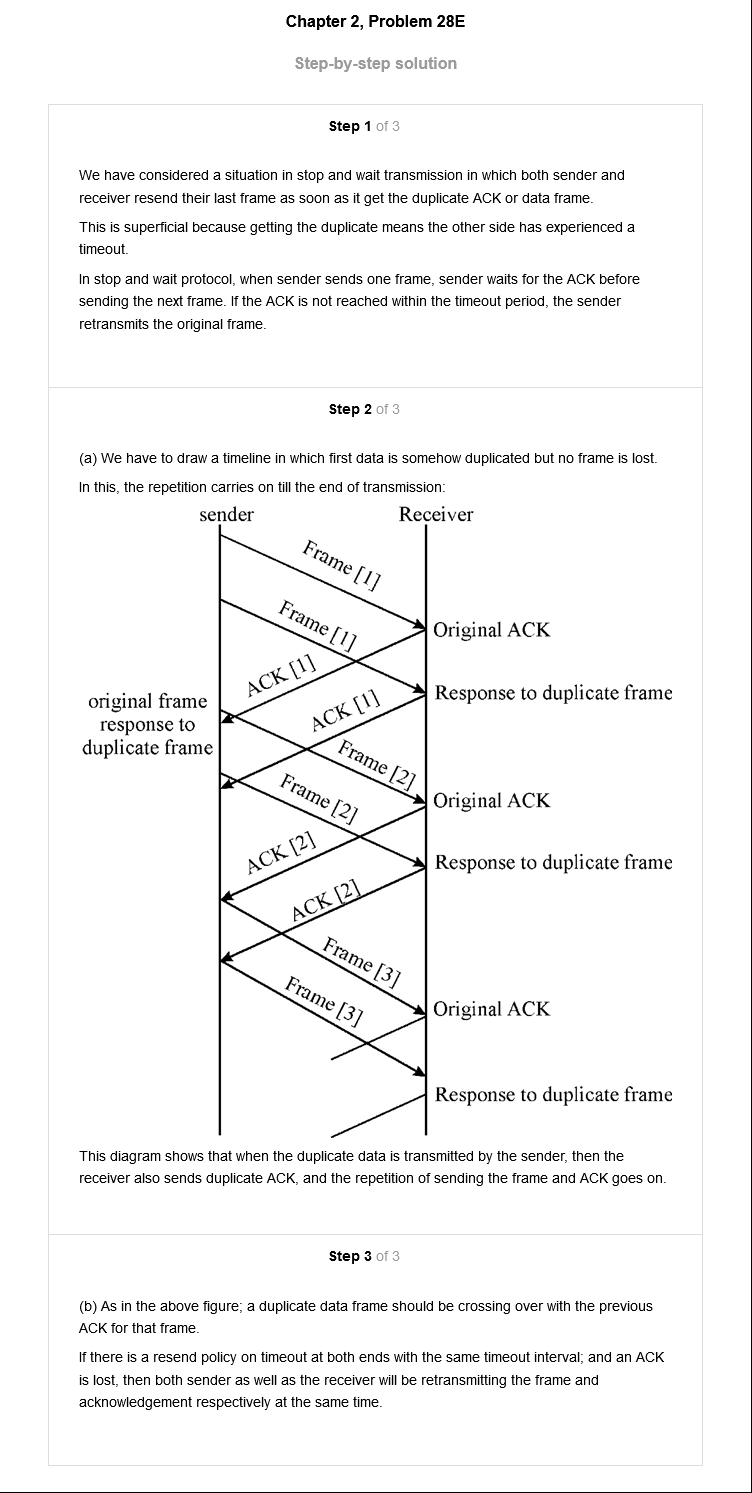 Chapter 2, Problem 28E
Step-by-step solution
Step 1 of 3
We have considered a situation in stop and wait transmission in which both sender and
receiver resend their last frame as soon as it get the duplicate ACK or data frame.
This is superficial because getting the duplicate means the other side has experienced a
timeout.
In stop and wait protocol, when sender sends one frame, sender waits for the ACK before
sending the next frame. If the ACK is not reached within the timeout period, the sender
retransmits the original frame.
Step 2 of 3
(a) We have to draw a timeline in which first data is somehow duplicated but no frame is lost.
In this, the repetition carries on till the end of transmission:
sender
Receiver
Frame [1]
Frame [1]
Original ACK
ACK [1]
Response to duplicate frame
original frame
response to
duplicate frame
ACK [1]
Frame [2]
Frame [2]
Original ACK
ACK [2]
Response to duplicate frame
ACK [2]
Frame [3]
Frame [3]
Original ACK
Response to duplicate frame
This diagram shows that when the duplicate data is transmitted by the sender, then the
receiver also sends duplicate ACK, and the repetition of sending the frame and ACK goes on.
Step 3 of 3
(b) As in the above figure; a duplicate data frame should be crossing over with the previous
ACK for that frame.
If there is a resend policy on timeout at both ends with the same timeout interval; and an ACK
is lost, then both sender as well as the receiver will be retransmitting the frame and
acknowledgement respectively at the same time.